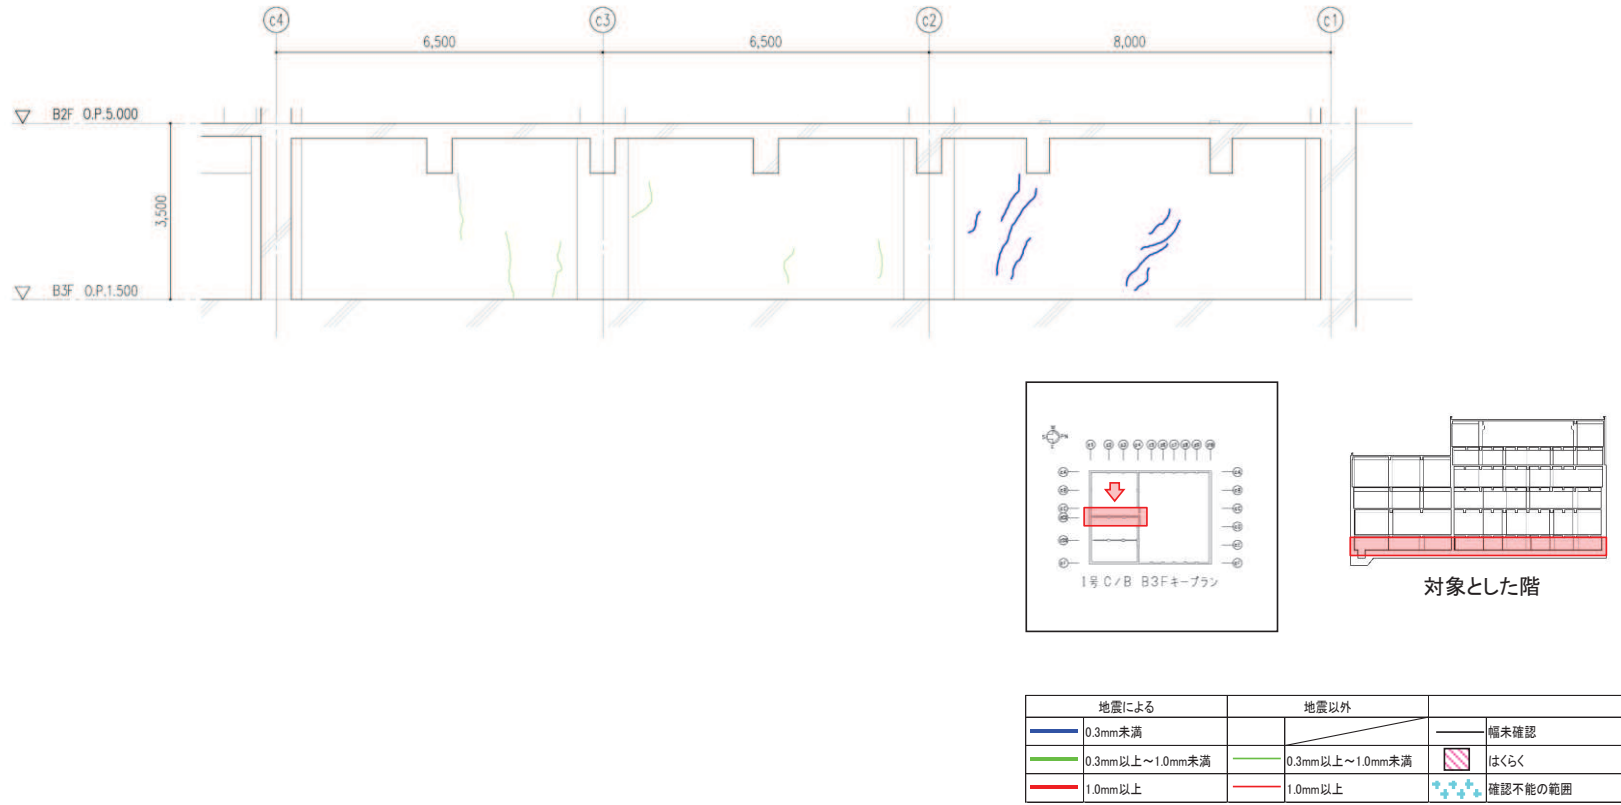 c4 c3 c2 c1
6,500 6,500 8,000
B2F O.P.5.000
3,500
B3F O.P.1.500
1号 C/B B3Fキープラン
対象とした階
地震による 地震以外
0.3mm未満 幅未確認
0.3mm以上～1.0mm未満 0.3mm以上～1.0mm未満 はくらく
1.0mm以上 1.0mm以上 確認不能の範囲